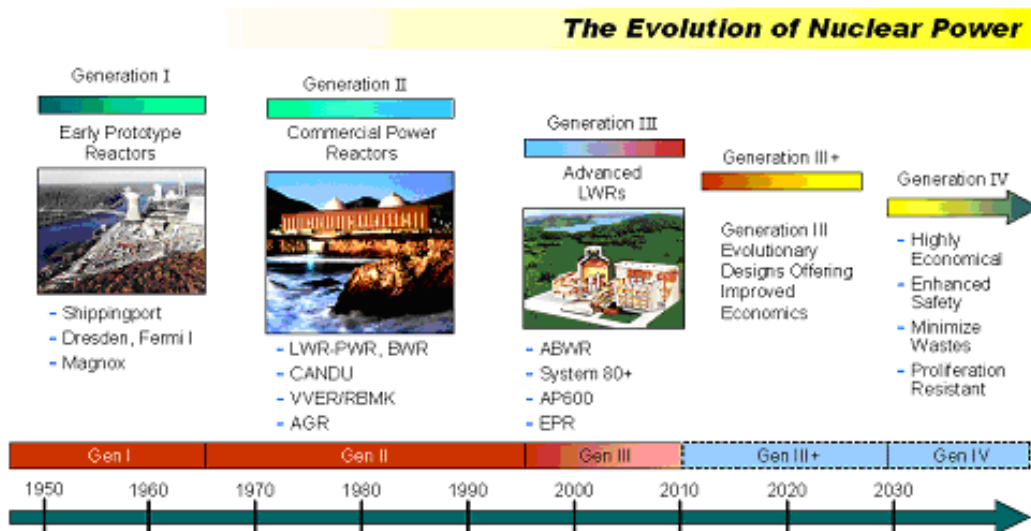 The Evolution of Nuclear Power
Generation I
Early Prototype
Reactors
- Shippingport
- Dresden, Fermi I
- Magnox
Generation II
Commercial Power
Reactors
- LWR-PWR, BWR
- CANDU
- VVER/RBMK
- AGR
Generation III
Advanced
LWRs
- ABWR
- System 80+
- AP600
- EPR
Generation III+
Generation III
Evolutionary
Designs Offering
Improved
Economics
Generation IV
- Highly
Economical
- Enhanced
Safety
- Minimize
Wastes
- Proliferation
Resistant
Gen I
Gen II
Gen III
Gen III+
Gen IV
1950
1960
1970
1980
1990
2000
2010
2020
2030